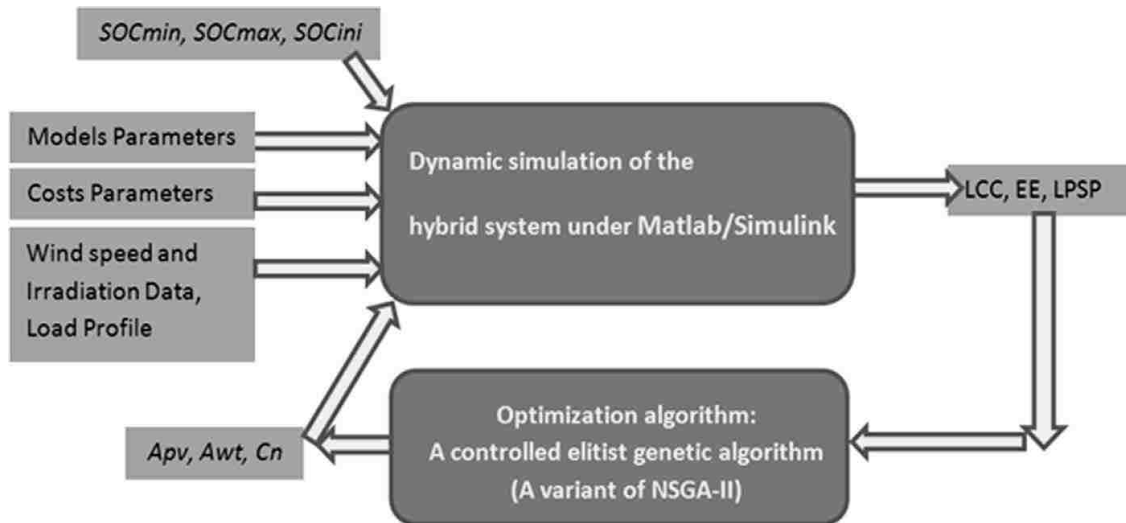 SOCmin, SOCmax, SOCini
Models Parameters
Costs Parameters
Wind speed and
Irradiation Data,
Load Profile
Dynamic simulation of the
hybrid system under Matlab/Simulink
LCC, EE, LPSP
Optimization algorithm:
A controlled elitist genetic algorithm
(A variant of NSGA-II)
Apv, Awt, Cn